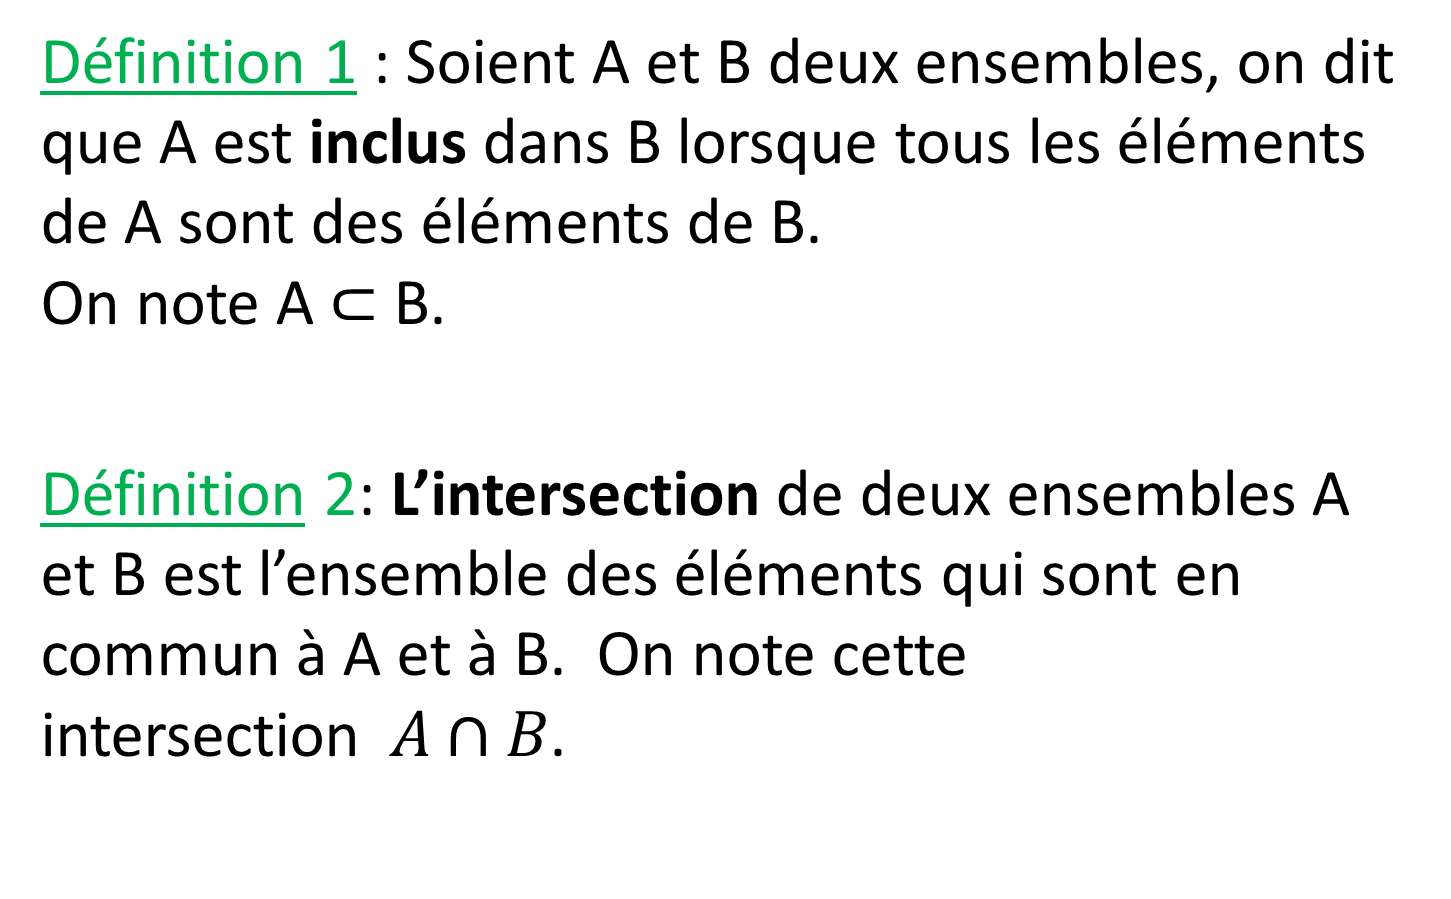 Définition 1 : Soient A et B deux ensembles, on dit
que A est inclus dans B lorsque tous les éléments
de A sont des éléments de B.
On note A ⊂ B.
Définition 2: L’intersection de deux ensembles A
et B est l’ensemble des éléments qui sont en
commun à A et à B.  On note cette
intersection  A ∩ B.